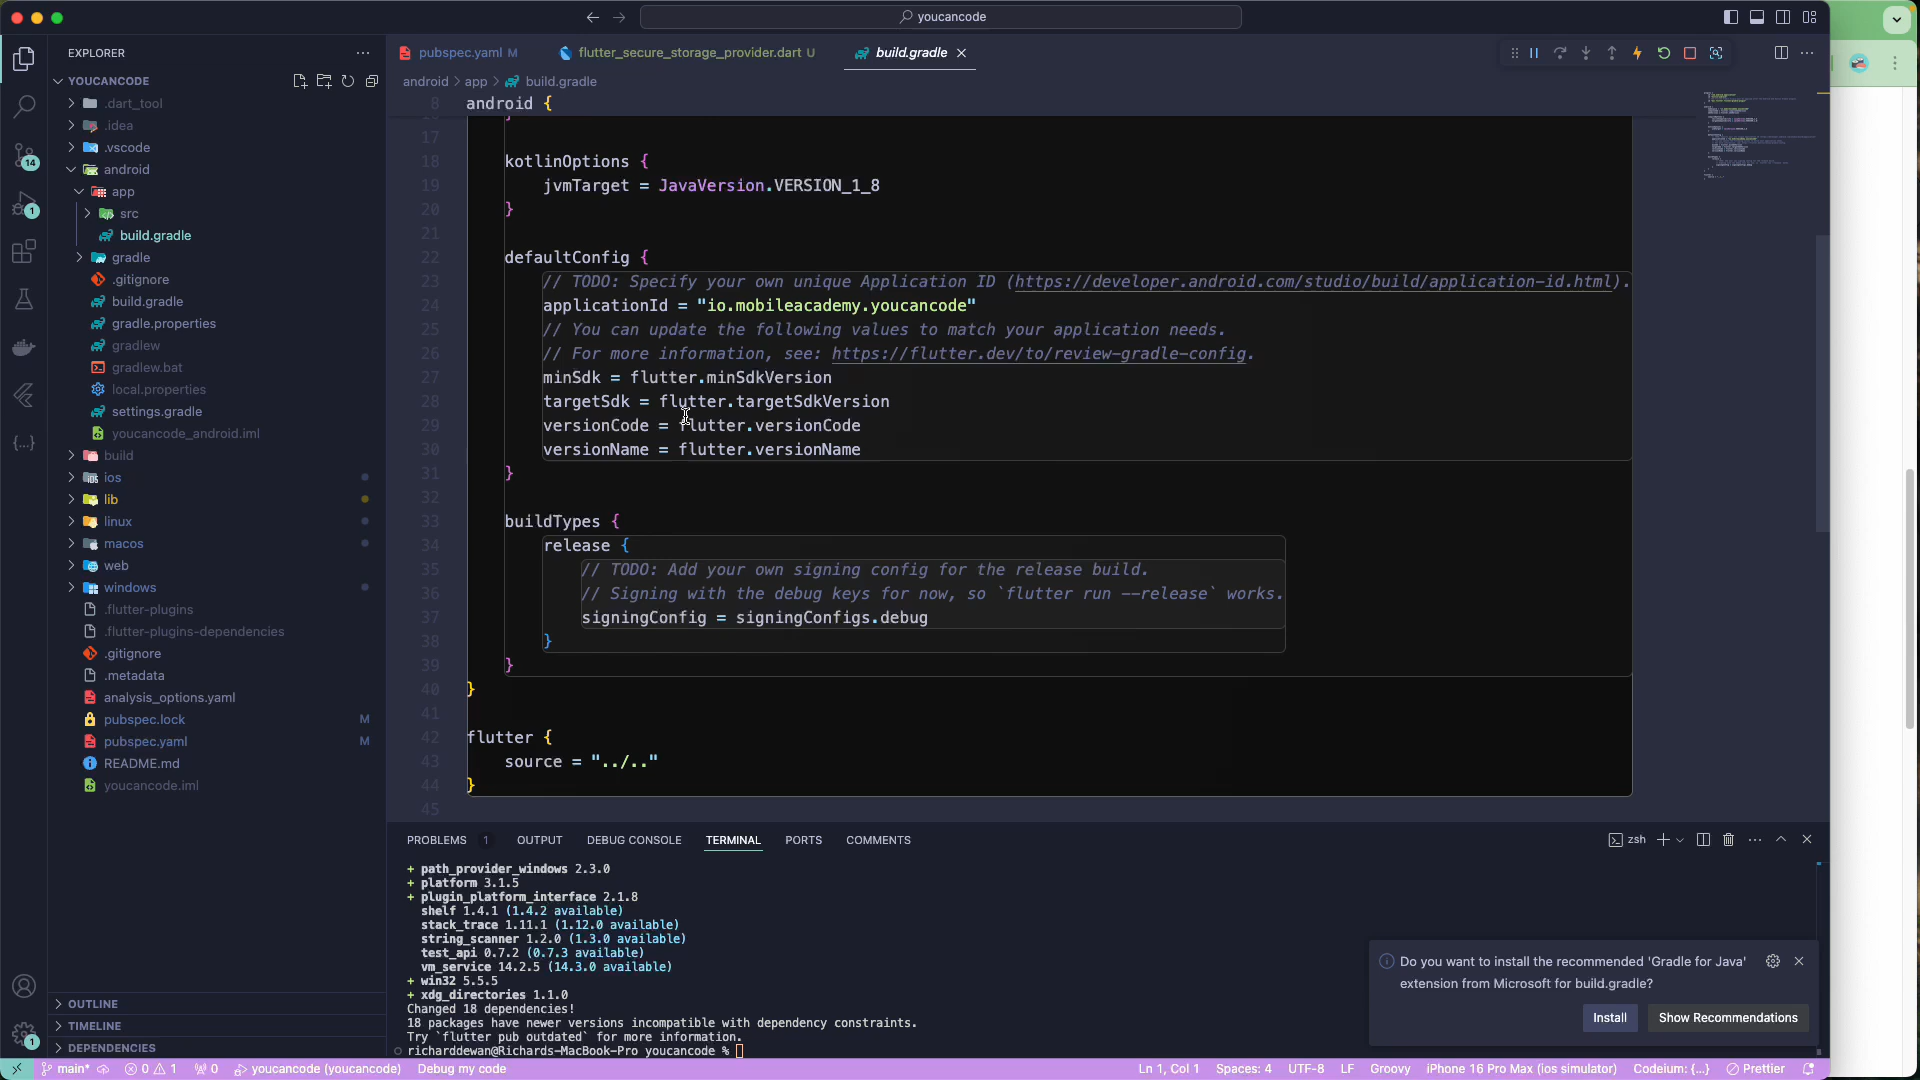 youcancode
EXPLORER
YOUCANCODE
.dart_tool
.idea
.vscode
android
app
src
build.gradle
gradle
.gitignore
build.gradle
gradle.properties
gradlew
gradlew.bat
local.properties
settings.gradle
youcancode_android.iml
build
ios
lib
linux
macos
web
windows
.flutter-plugins
.flutter-plugins-dependencies
.gitignore
.metadata
analysis_options.yaml
pubspec.lock M
pubspec.yaml M
README.md
youcancode.iml
OUTLINE
TIMELINE
DEPENDENCIES
14
1
1
pubspec.yaml M
flutter_secure_storage_provider.dart U
build.gradle
android > app > build.gradle
8 android {
17
18 kotlinOptions {
19 jvmTarget = JavaVersion.VERSION_1_8
20 }
21
22 defaultConfig {
23 // TODO: Specify your own unique Application ID (https://developer.android.com/studio/build/application-id.html).
24 applicationId = "io.mobileacademy.youcancode"
25 // You can update the following values to match your application needs.
26 // For more information, see: https://flutter.dev/to/review-gradle-config.
27 minSdk = flutter.minSdkVersion
28 targetSdk = flutter.targetSdkVersion
29 versionCode = flutter.versionCode
30 versionName = flutter.versionName
31 }
32
33 buildTypes {
34 release {
35 // TODO: Add your own signing config for the release build.
36 // Signing with the debug keys for now, so `flutter run --release` works.
37 signingConfig = signingConfigs.debug
38 }
39 }
40 }
41
42 flutter {
43 source = "../.."
44 }
45
PROBLEMS 1 OUTPUT DEBUG CONSOLE TERMINAL PORTS COMMENTS
zsh
+ path_provider_windows 2.3.0
+ platform 3.1.5
+ plugin_platform_interface 2.1.8
shelf 1.4.1 (1.4.2 available)
stack_trace 1.11.1 (1.12.0 available)
string_scanner 1.2.0 (1.3.0 available)
test_api 0.7.2 (0.7.3 available)
vm_service 14.2.5 (14.3.0 available)
+ win32 5.5.5
+ xdg_directories 1.1.0
Changed 18 dependencies!
18 packages have newer versions incompatible with dependency constraints.
Try `flutter pub outdated` for more information.
richarddewan@Richards-MacBook-Pro youcancode %
Do you want to install the recommended 'Gradle for Java'
extension from Microsoft for build.gradle?
Install
Show Recommendations
main* 0 1 0 youcancode (youcancode) Debug my code
Ln 1, Col 1 Spaces: 4 UTF-8 LF Groovy iPhone 16 Pro Max (ios simulator) Codeium: {...} Prettier